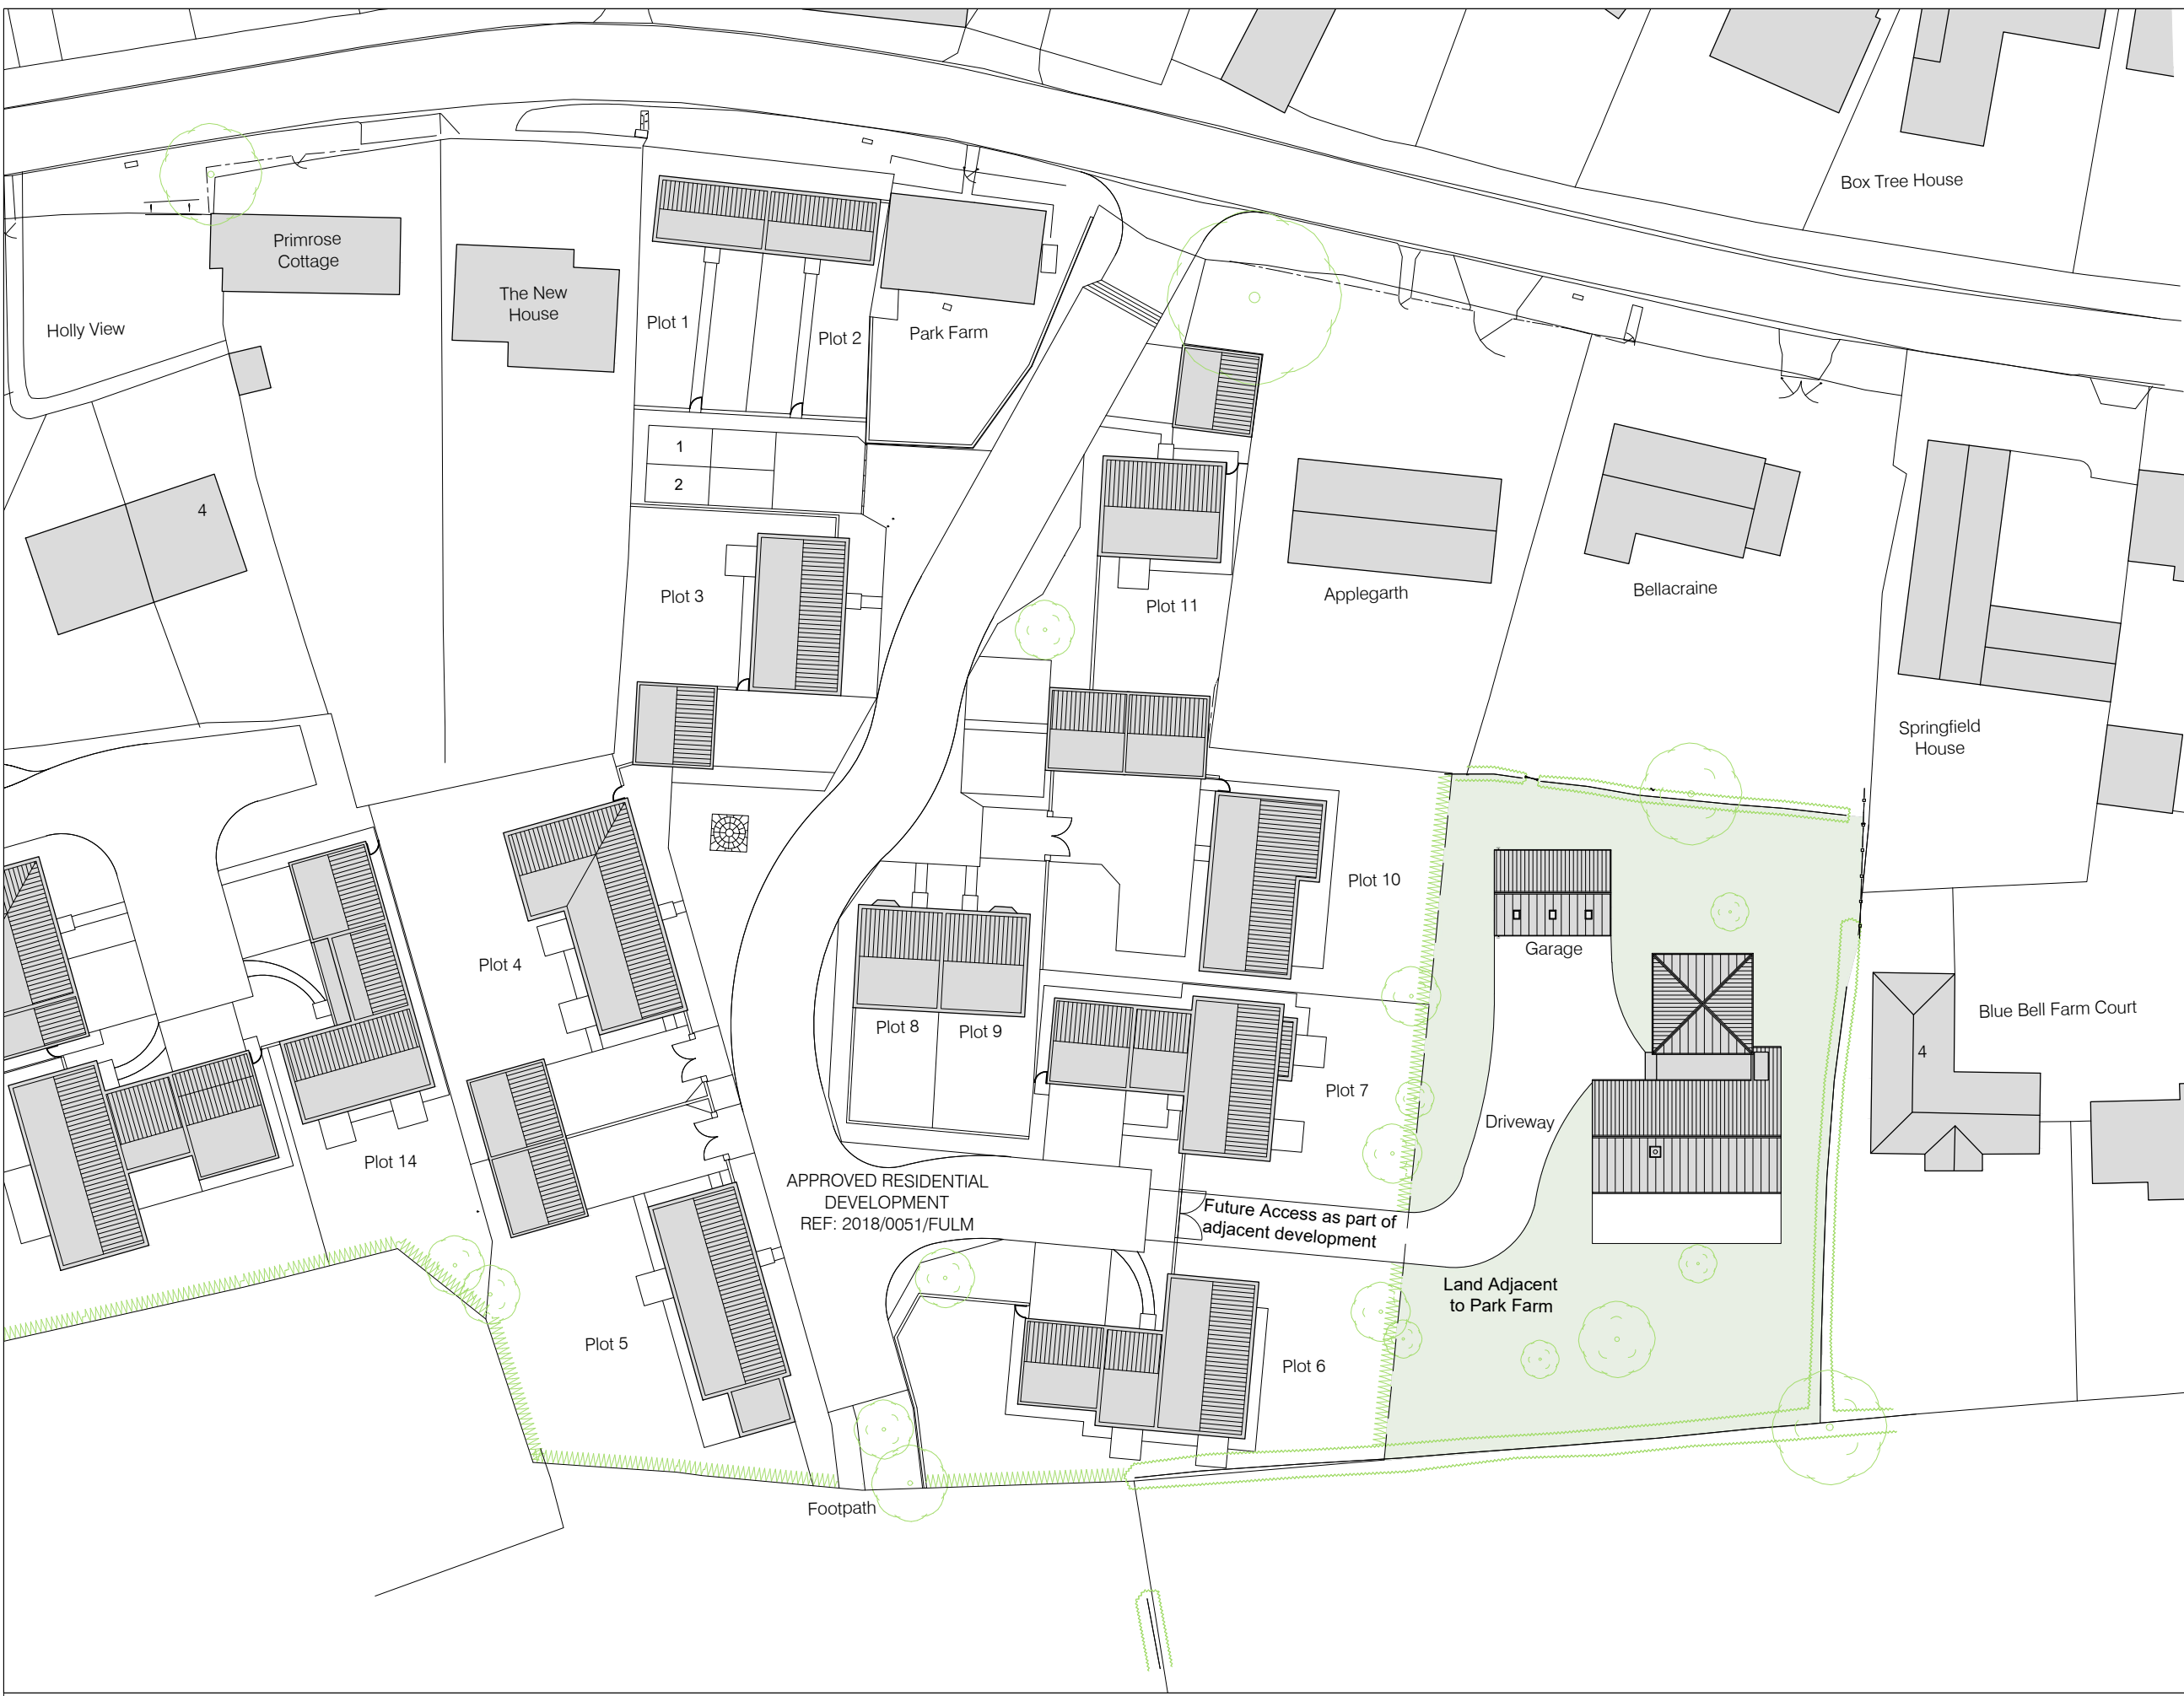 Box Tree House
Primrose
Cottage
The New
House
Holly View
Plot 1
Plot 2
Park Farm
1
2
4
Plot 3
Plot 11
Applegarth
Bellacraine
Springfield
House
Plot 10
Plot 4
Garage
Plot 8
Plot 9
Blue Bell Farm Court
4
Plot 7
Driveway
Plot 14
APPROVED RESIDENTIAL
DEVELOPMENT
REF: 2018/0051/FULM
Future Access as part of
adjacent development
Land Adjacent
to Park Farm
Plot 5
Plot 6
Footpath